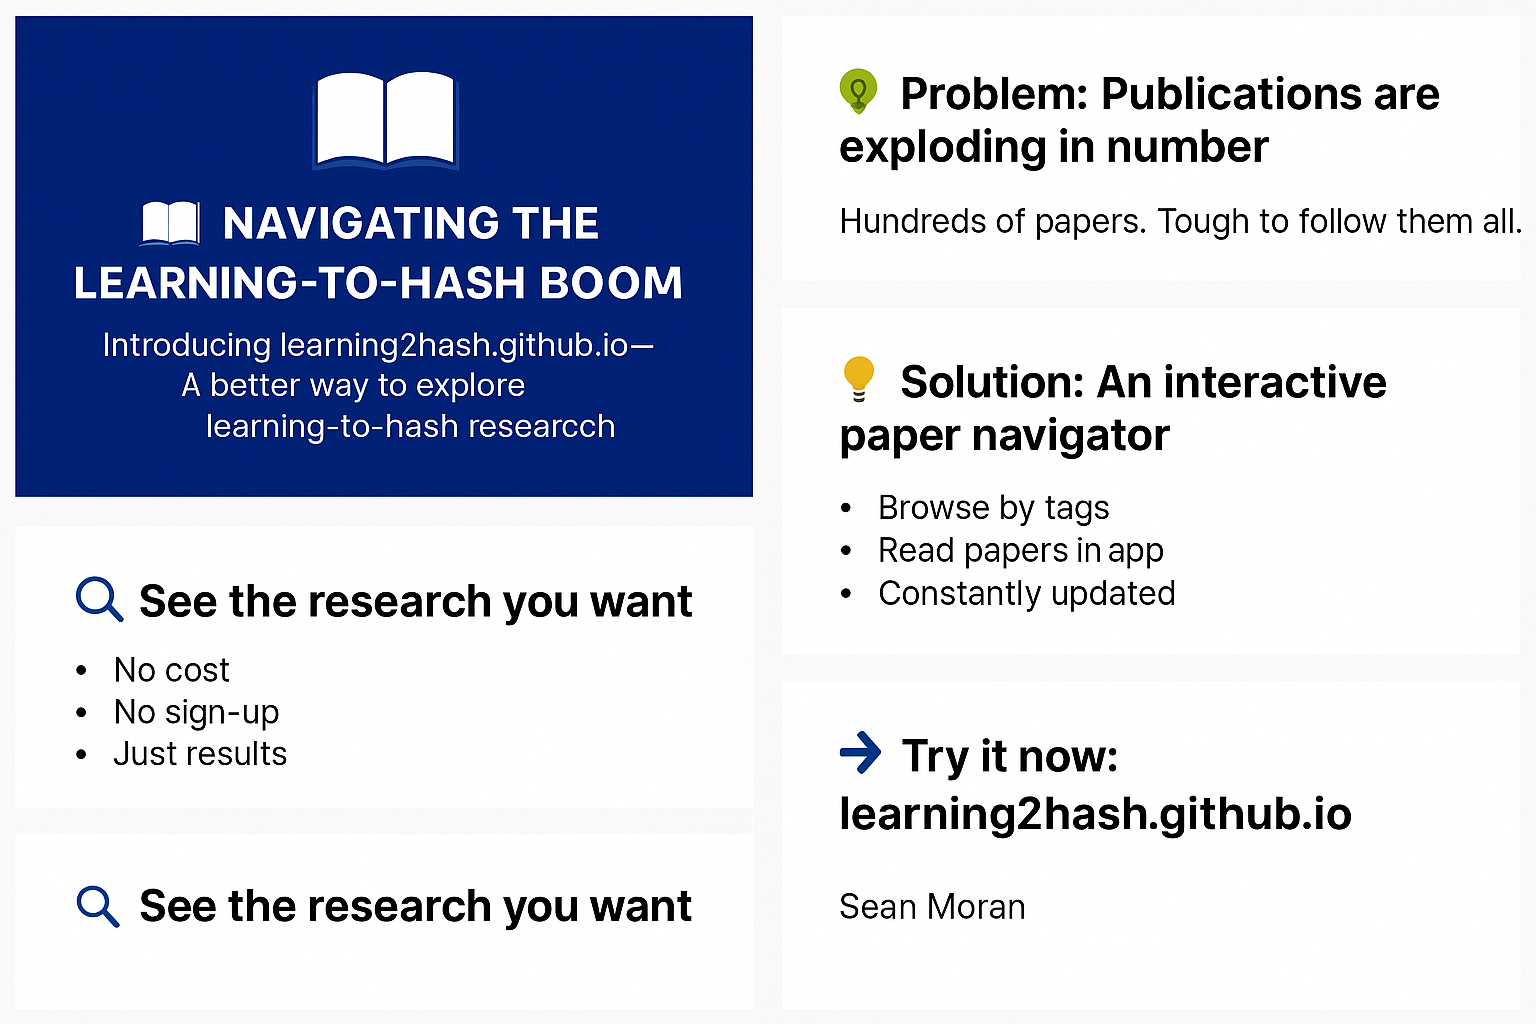 NAVIGATING THE
LEARNING-TO-HASH BOOM
Introducing learning2hash.github.io—
A better way to explore
learning-to-hash researcch
See the research you want
• No cost
• No sign-up
• Just results
See the research you want
Problem: Publications are
exploding in number
Hundreds of papers. Tough to follow them all.
Solution: An interactive
paper navigator
• Browse by tags
• Read papers in app
• Constantly updated
Try it now:
learning2hash.github.io
Sean Moran